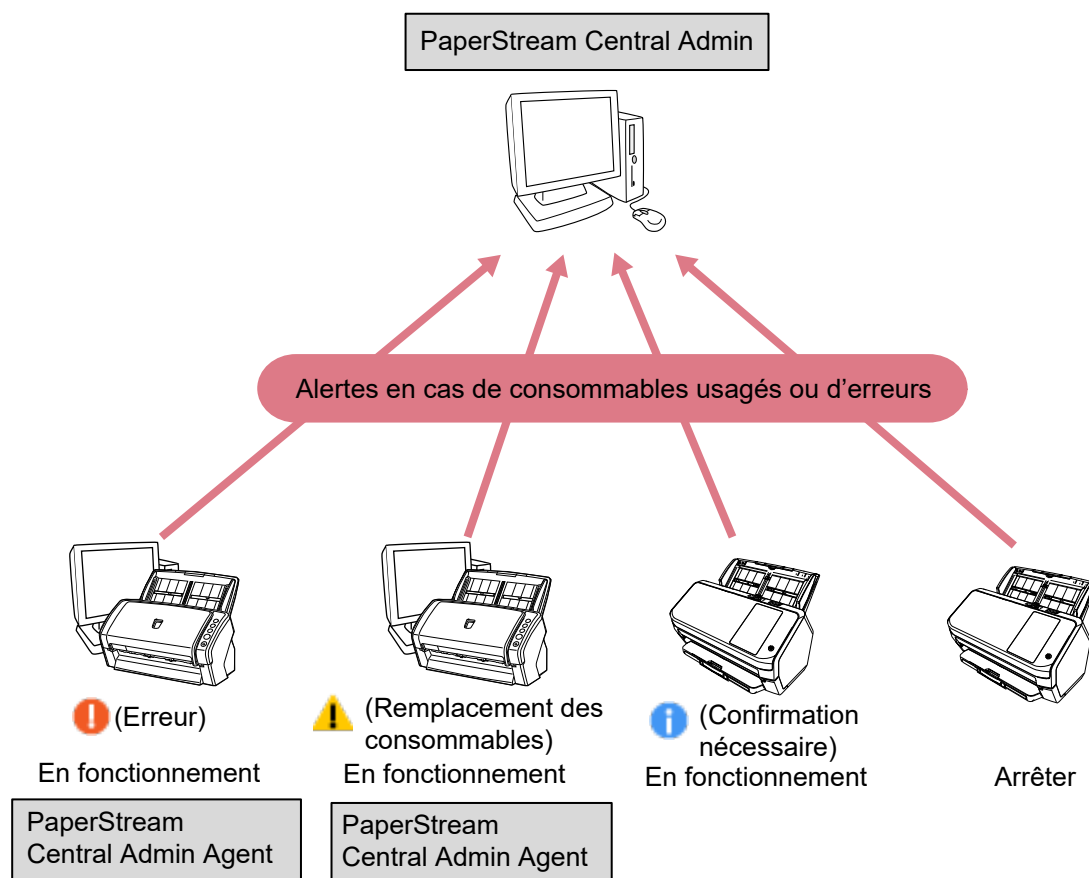 PaperStream Central Admin
Alertes en cas de consommables usagés ou d’erreurs
(Erreur)
En fonctionnement
PaperStream
Central Admin Agent
(Remplacement des
consommables)
En fonctionnement
PaperStream
Central Admin Agent
(Confirmation
nécessaire)
En fonctionnement
Arrêter